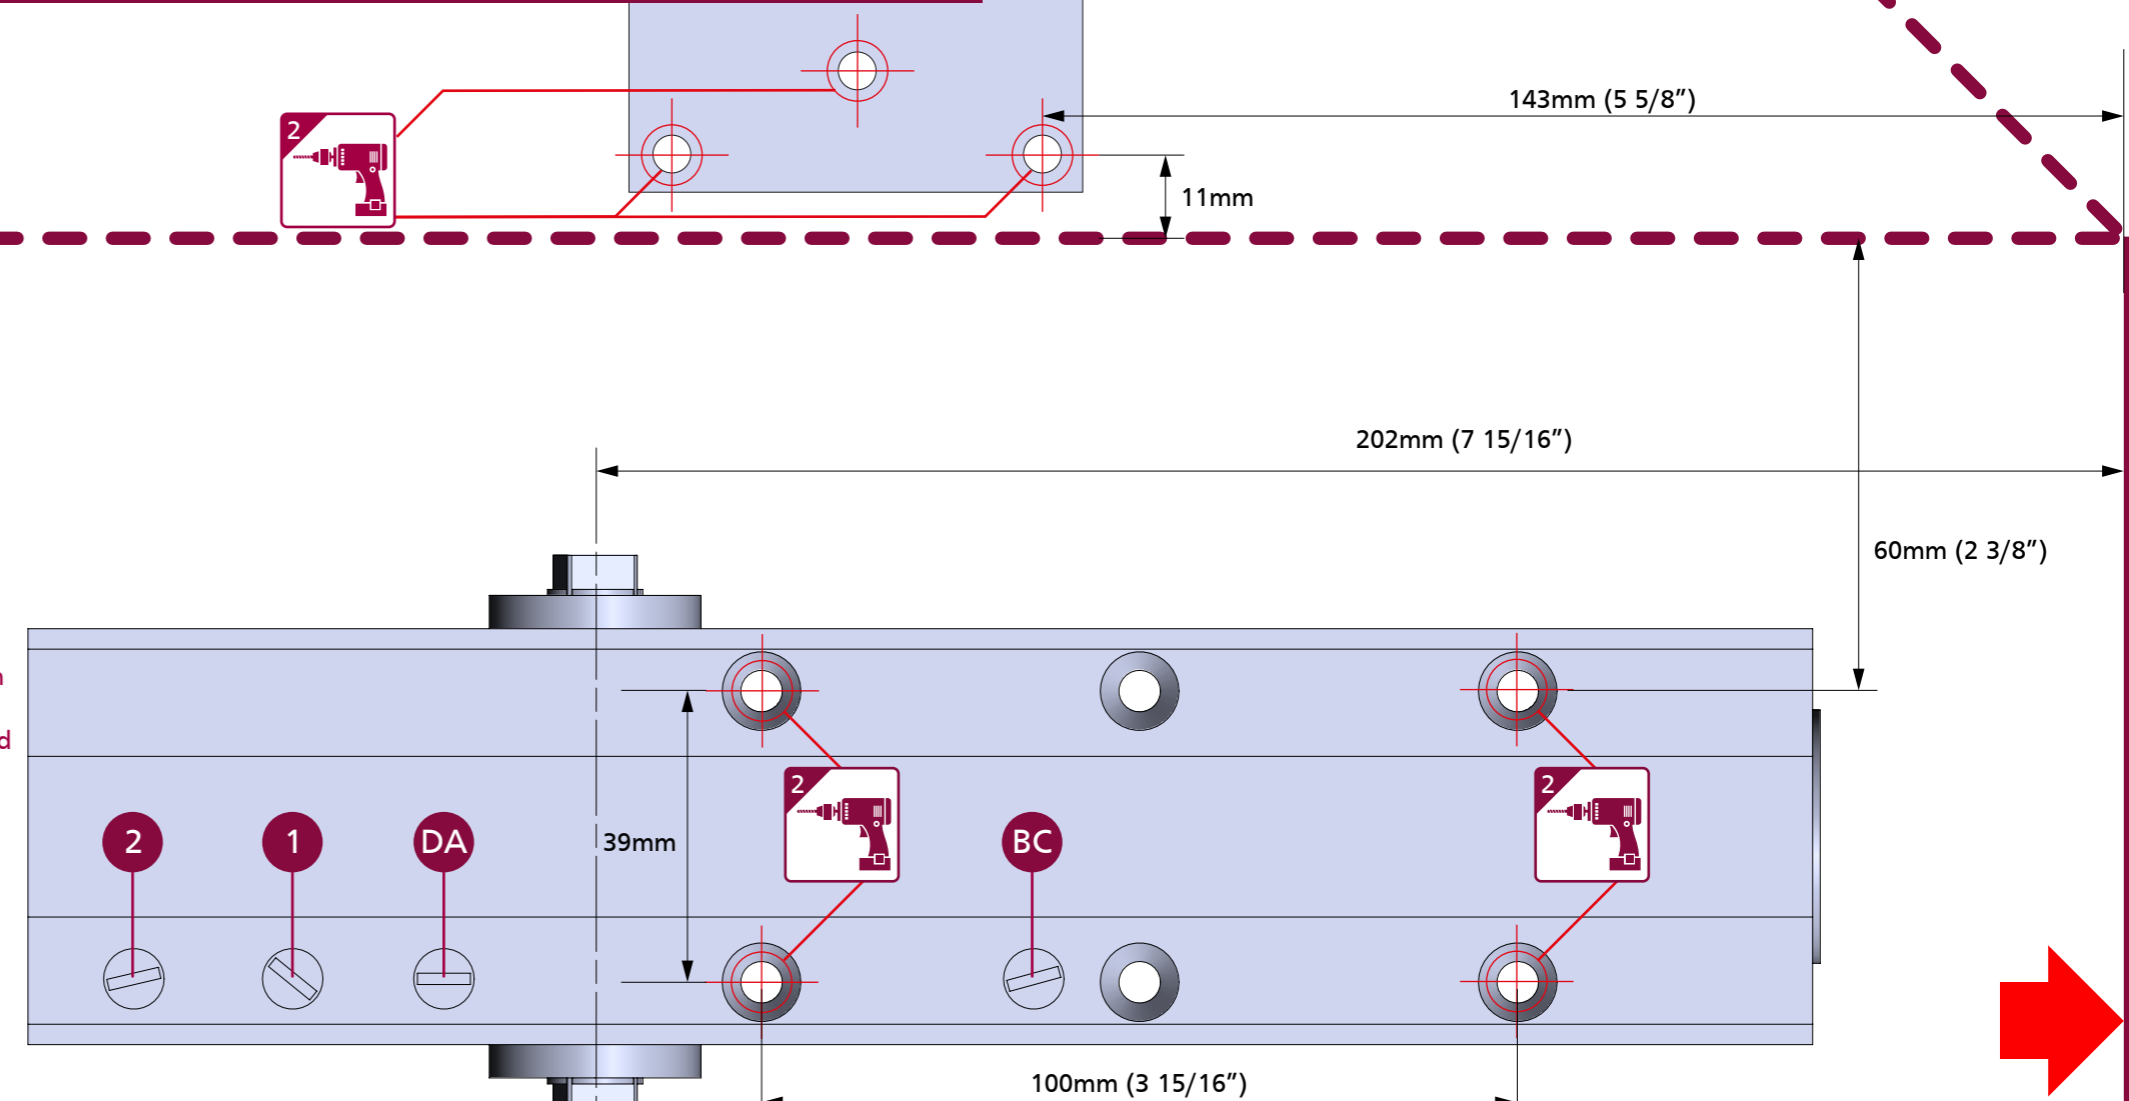 2
143mm (5 5/8”)
11mm
202mm (7 15/16”)
60mm (2 3/8”)
d
2
2
2
1
DA
39mm
BC
100mm (3 15/16”)